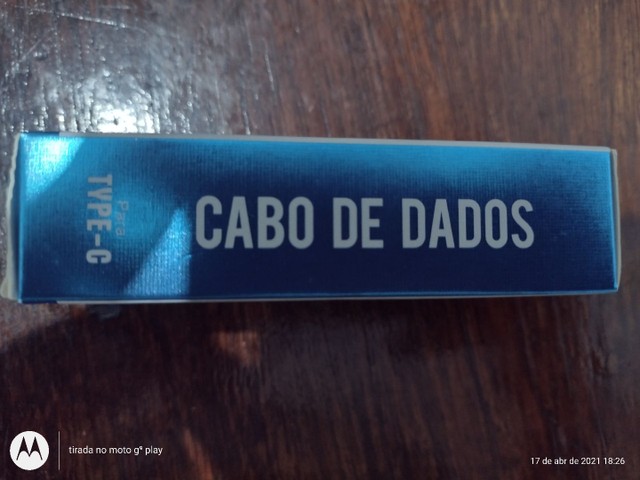 CABO DE DADOS
Para
TYPE-C
tirada no moto g⁸ play
17 de abr de 2021 18:26